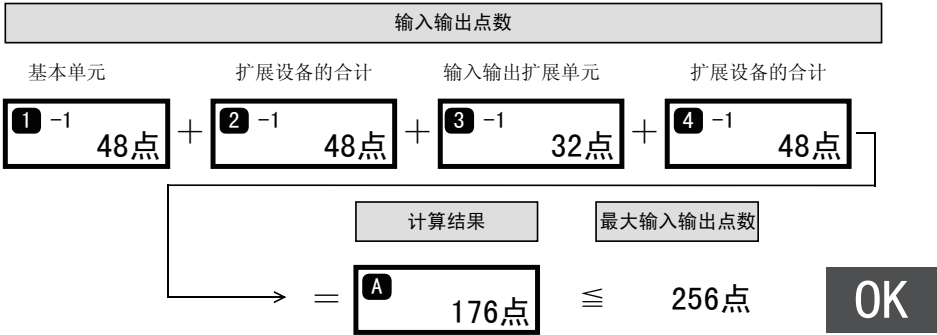 输入输出点数
基本单元 扩展设备的合计 输入输出扩展单元 扩展设备的合计
1 -1 48点 + 2 -1 48点 + 3 -1 32点 + 4 -1 48点
计算结果 最大输入输出点数
= A 176点 ≦ 256点 OK